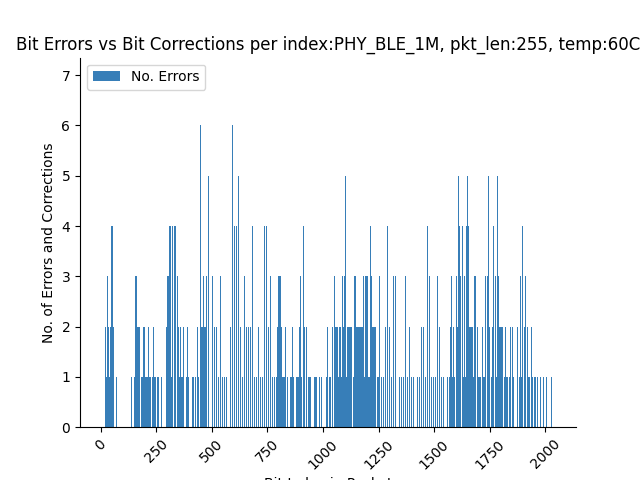 Bit Errors vs Bit Corrections per index:PHY_BLE_1M, pkt_len:255, temp:60C
No. Errors
No. of Errors and Corrections
7
6
5
4
3
2
1
0
0 250 500 750 1000 1250 1500 1750 2000